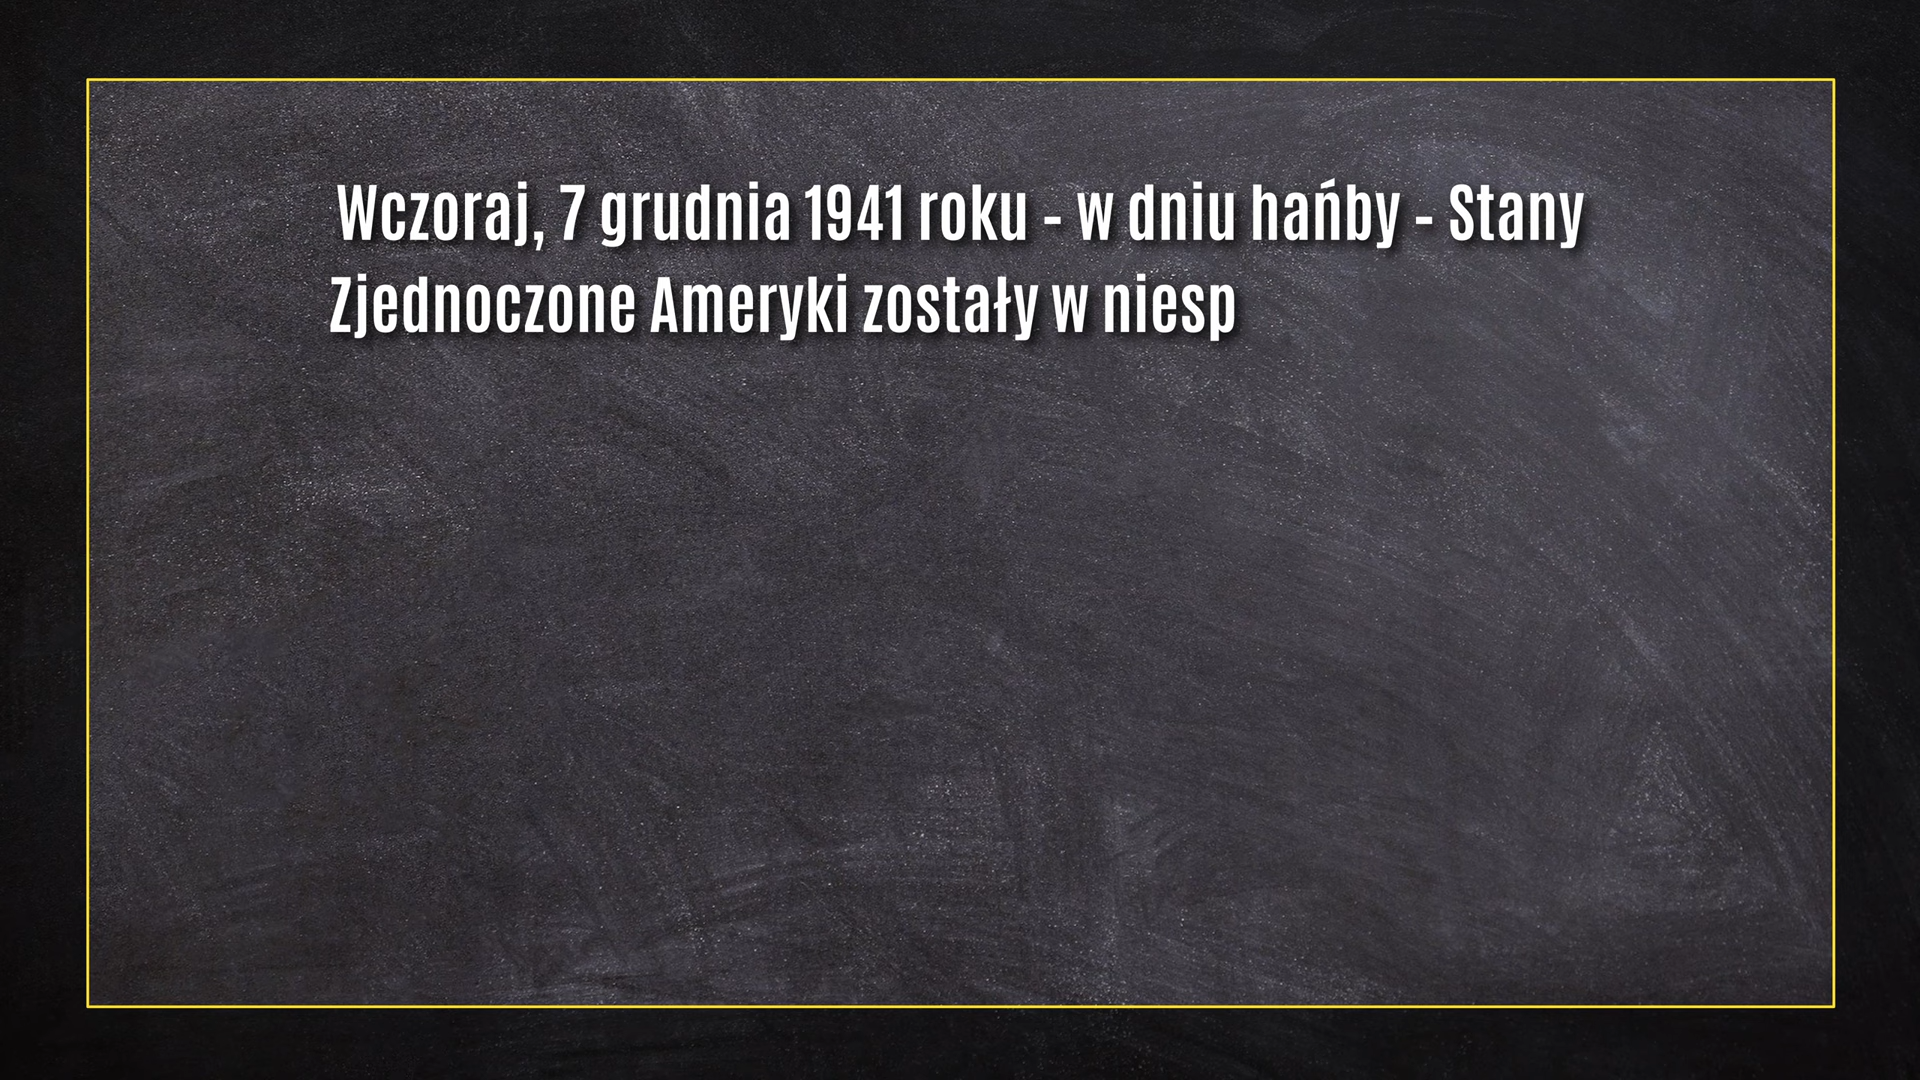 Wczoraj, 7 grudnia 1941 roku - w dniu hańby - Stany
Zjednoczone Ameryki zostały w niesp